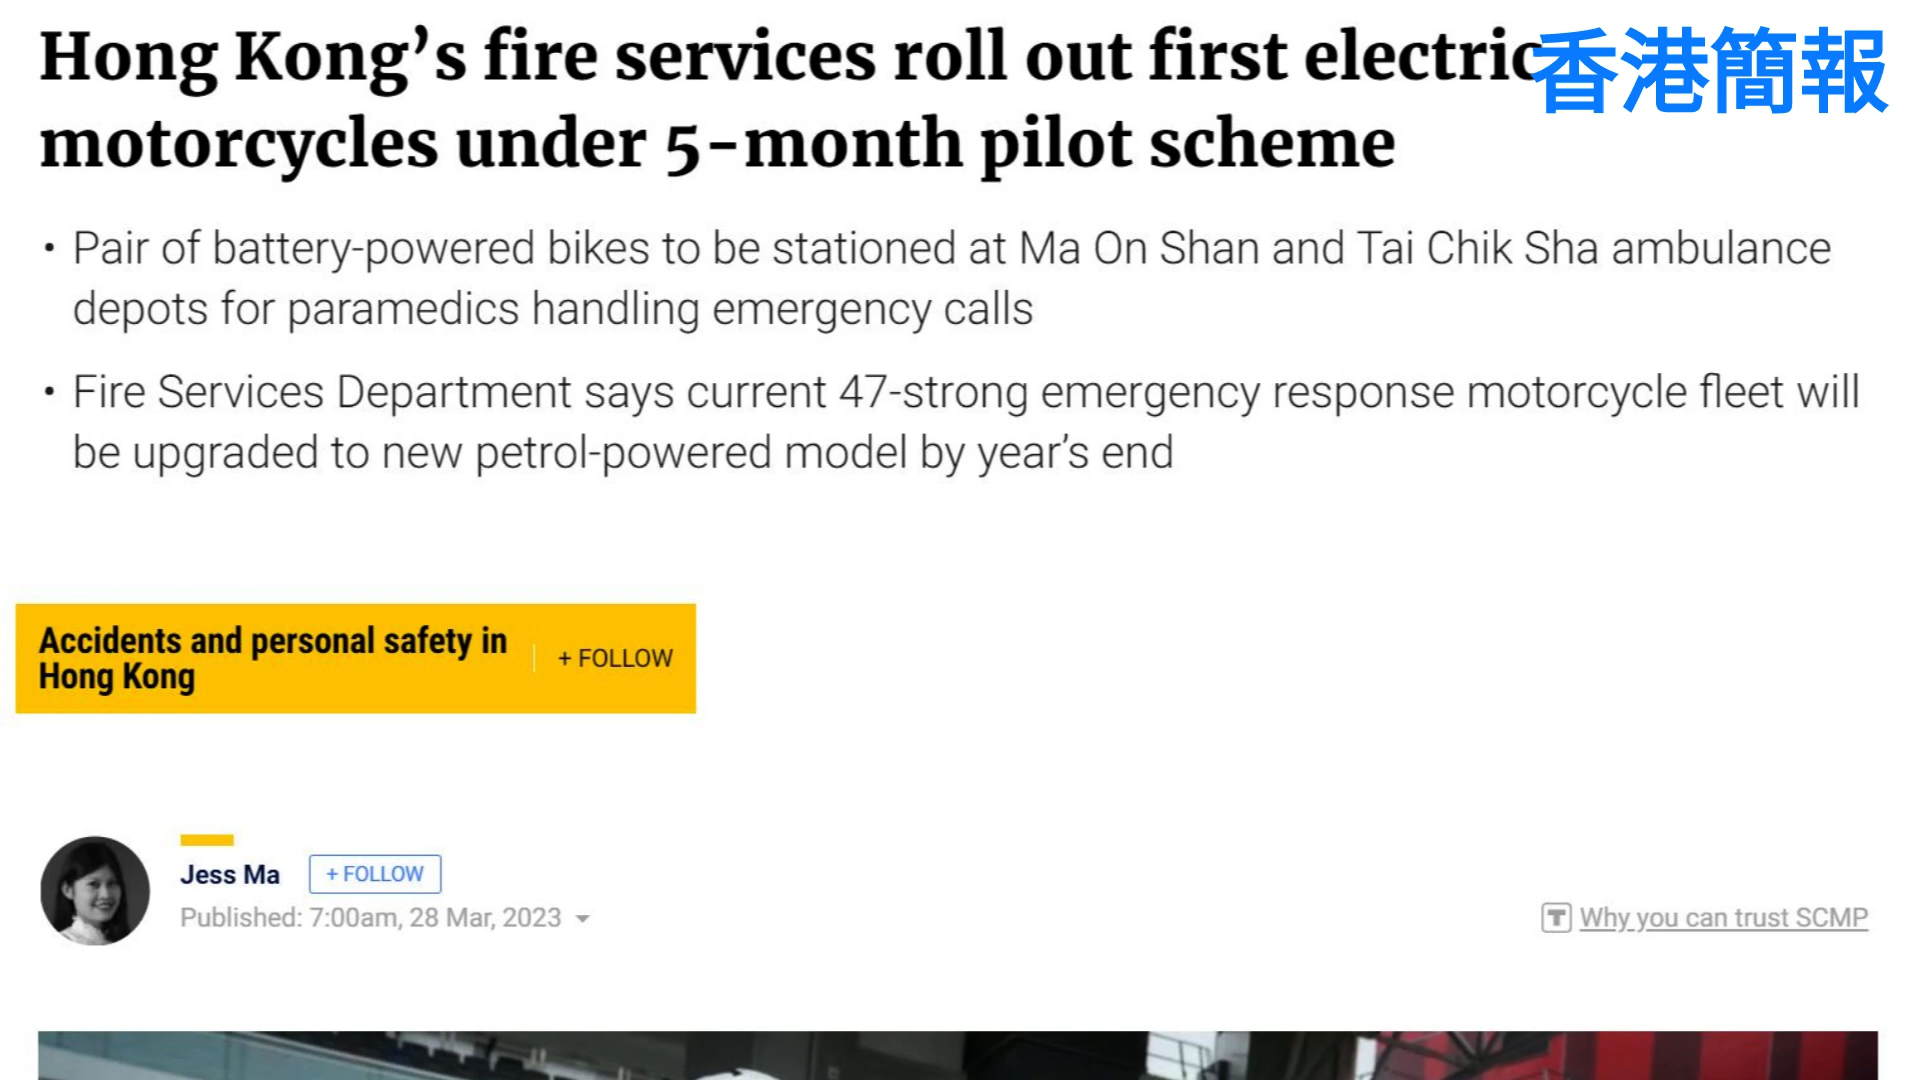 Hong Kong’s fire services roll out first electric
香港簡報
motorcycles under 5-month pilot scheme
• Pair of battery-powered bikes to be stationed at Ma On Shan and Tai Chik Sha ambulance
depots for paramedics handling emergency calls
• Fire Services Department says current 47-strong emergency response motorcycle fleet will
be upgraded to new petrol-powered model by year’s end
Accidents and personal safety in
Hong Kong
+ FOLLOW
Jess Ma
+ FOLLOW
Published: 7:00am, 28 Mar, 2023
T Why you can trust SCMP